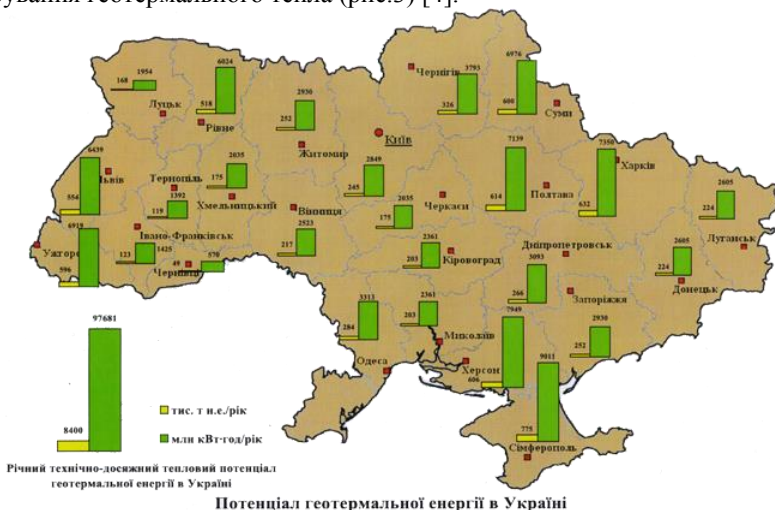 ування геотермального тепла (рис.3) [4].
6976
Чернігів
3793
6024
1954
168
518
326
600
Суми
Луцьк
Рівне
2930
252
Київ
Житомир
7139
7350
Харків
6439
Львів
554
Тернопіль
2035
175
1392
119
Хмельницький
2849
245
2035
175
Черкаси
614
Полтава
632
2605
224
Луганськ
Вінниця
Івано-Франківськ
6919
Ужгород
596
123
1425
Чернівці
49
570
2523
217
2361
203
Кіровоград
Дніпропетровськ
3093
266
2605
224
Донецьк
Запоріжжя
3313
284
2361
203
Миколаїв
7949
606
Херсон
2930
252
Одеса
9011
775
Сімферополь
97681
8400
тис. т н.е./рік
млн кВт·год/рік
Річний технічно-досяжний тепловий потенціал
геотермальної енергії в Україні
Потенціал геотермальної енергії в Україні